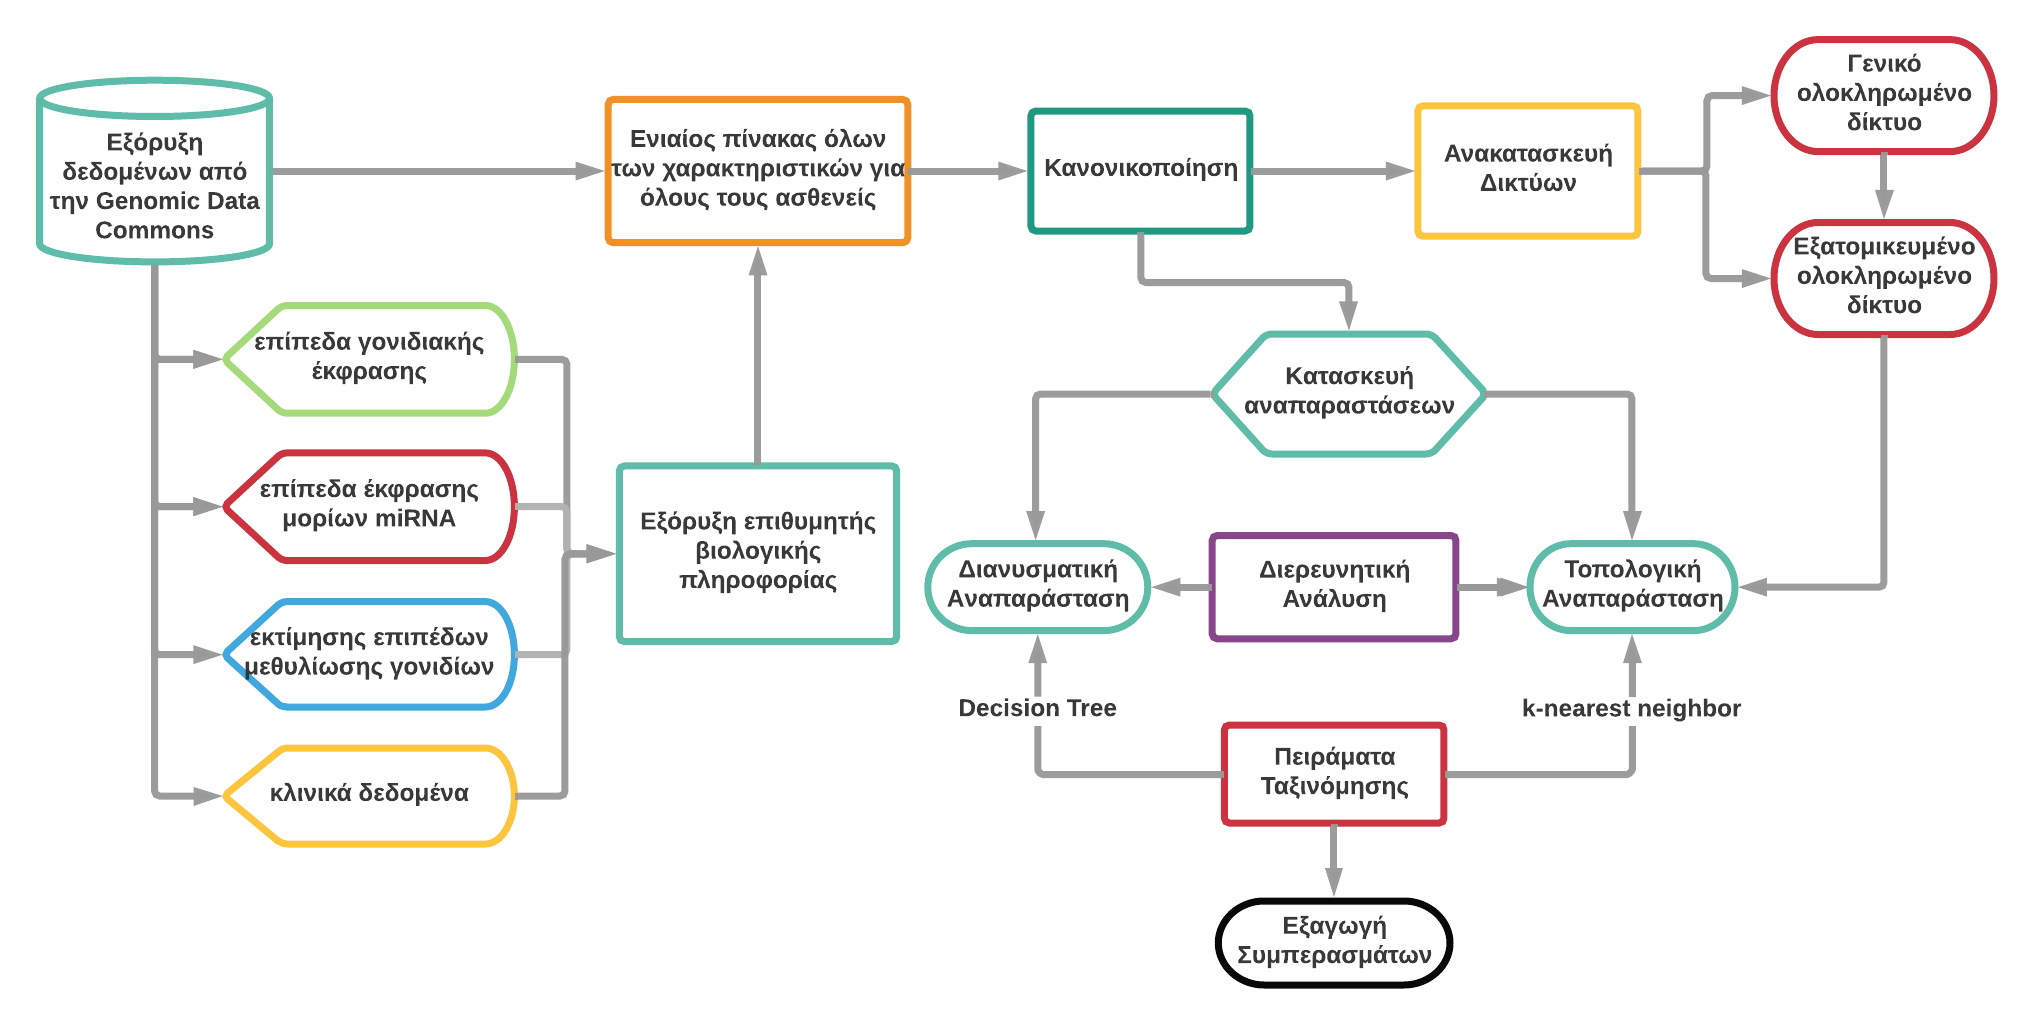 Εξόρυξη
δεδομένων από
την Genomic Data
Commons
επίπεδα γονιδιακής
έκφρασης
επίπεδα έκφρασης
μορίων miRNA
εκτίμησης επιπέδων
μεθυλίωσης γονιδίων
κλινικά δεδομένα
Εξόρυξη επιθυμητής
βιολογικής
πληροφορίας
Ενιαίος πίνακας όλων
των χαρακτηριστικών για
όλους τους ασθενείς
Κανονικοποίηση
Ανακατασκευή
Δικτύων
Γενικό
ολοκληρωμένο
δίκτυο
Εξατομικευμένο
ολοκληρωμένο
δίκτυο
Κατασκευή
αναπαραστάσεων
Διανυσματική
Αναπαράσταση
Διερευνητική
Ανάλυση
Τοπολογική
Αναπαράσταση
Decision Tree
k-nearest neighbor
Πειράματα
Ταξινόμησης
Εξαγωγή
Συμπερασμάτων